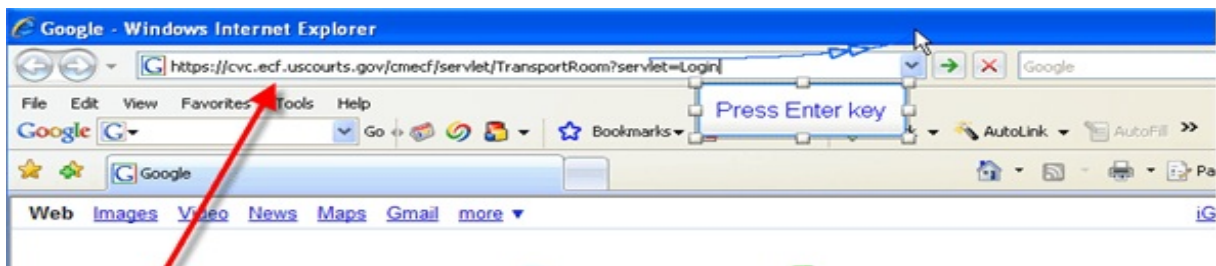 Google - Windows Internet Explorer
https://cvc.ecf.uscourts.gov/cmecf/servlet/TransportRoom?servlet=Login
Google
File Edit View Favorites Tools Help
Google G Go Bookmarks AutoLink AutoFill »
Press Enter key
Google Pa
Web Images Video News Maps Gmail more iG